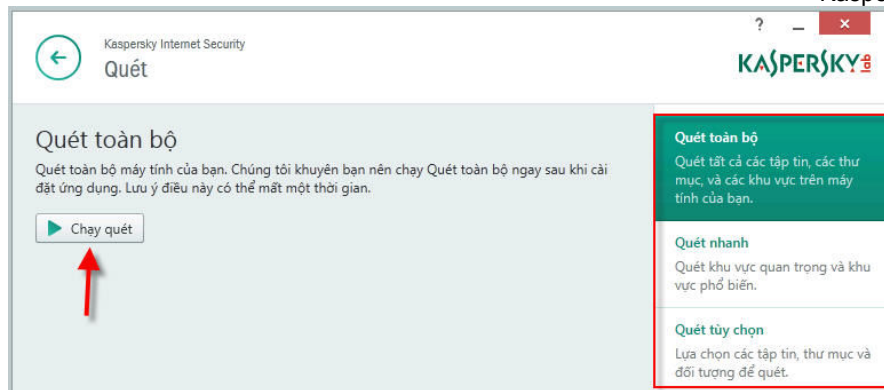 Kaspersky Internet Security
Quét
?
KASPERSKY lab
Quét toàn bộ
Quét toàn bộ máy tính của bạn. Chúng tôi khuyên bạn nên chạy Quét toàn bộ ngay sau khi cài
đặt ứng dụng. Lưu ý điều này có thể mất một thời gian.
Chạy quét
Quét toàn bộ
Quét tất cả các tập tin, các thư
mục, và các khu vực trên máy
tính của bạn.
Quét nhanh
Quét khu vực quan trọng và khu
vực phổ biến.
Quét tùy chọn
Lựa chọn các tập tin, thư mục và
đối tượng để quét.